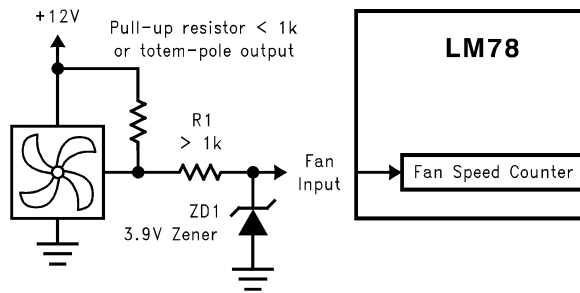 +12V
Pull-up resistor < 1k
or totem-pole output
LM78
R1
> 1k
Fan
Input
Fan Speed Counter
ZD1
3.9V Zener